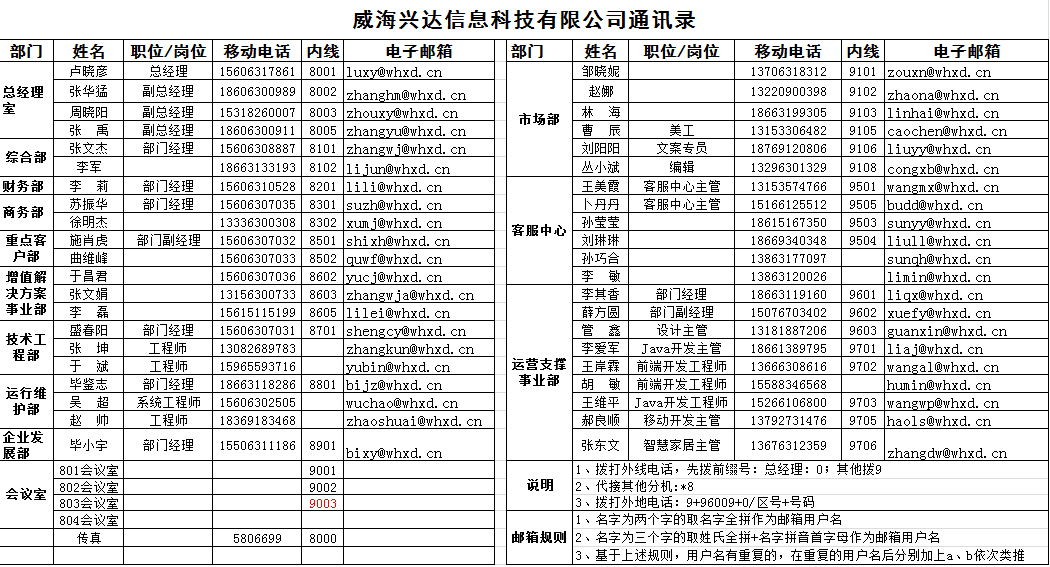 威海兴达信息科技有限公司通讯录
部门 姓名 职位/岗位 移动电话 内线 电子邮箱
总经理室
卢晓彦 总经理 15606317861 8001 luxy@whxd.cn
张华猛 副总经理 18606300989 8002 zhanghm@whxd.cn
周晓阳 副总经理 15318260007 8003 zhouxy@whxd.cn
张 禹 副总经理 18606300911 8005 zhangyu@whxd.cn
综合部
张文杰 部门经理 15606308887 8101 zhangwj@whxd.cn
李军 18663133193 8102 lijun@whxd.cn
财务部 李 莉 部门经理 15606310528 8201 lili@whxd.cn
商务部
苏振华 部门经理 15606307035 8301 suzh@whxd.cn
徐明杰 13336300308 8302 xumj@whxd.cn
重点客户部
施肖虎 部门副经理 15606307032 8501 shixh@whxd.cn
曲维峰 15606307033 8502 quwf@whxd.cn
增值解决方案事业部
于昌君 15606307036 8602 yucj@whxd.cn
张文娟 13156300733 8603 zhangwja@whxd.cn
李 磊 15615115199 8605 lilei@whxd.cn
技术工程部
盛春阳 部门经理 15606307031 8701 shengcy@whxd.cn
张 坤 工程师 13082689783 zhangkun@whxd.cn
于 斌 工程师 15965593716 yubin@whxd.cn
运行维护部
毕鉴志 部门经理 18663118286 8801 bijz@whxd.cn
吴 超 系统工程师 15606302505 wuchao@whxd.cn
赵 帅 工程师 18369183468 zhaoshuai@whxd.cn
企业发展部
毕小宇 部门经理 15506311186 8901 bixy@whxd.cn
会议室
801会议室 9001
802会议室 9002
803会议室 9003
804会议室
传真 5806699 8000
部门 姓名 职位/岗位 移动电话 内线 电子邮箱
市场部
邹晓妮 13706318312 9101 zouxn@whxd.cn
赵娜 13220900398 9102 zhaona@whxd.cn
林 海 18663199305 9103 linhai@whxd.cn
曹 辰 美工 13153306482 9105 caochen@whxd.cn
刘阳阳 文案专员 18769120806 9106 liuyy@whxd.cn
丛小斌 编辑 13296301329 9108 congxb@whxd.cn
客服中心
王美霞 客服中心主管 13153574766 9501 wangmx@whxd.cn
卜丹丹 客服中心主管 15166125512 9505 budd@whxd.cn
孙莹莹 18615167350 9503 sunyy@whxd.cn
刘琳琳 18669340348 9504 liull@whxd.cn
孙巧合 13863177097 sunqh@whxd.cn
李 敏 13863120026 limin@whxd.cn
运营支撑事业部
李其香 部门经理 18663119160 9601 liqx@whxd.cn
薛方圆 部门副经理 15076703402 9602 xuefy@whxd.cn
管 鑫 设计主管 13181887206 9603 guanxin@whxd.cn
李爱军 Java开发主管 18661389795 9701 liaj@whxd.cn
王岸霖 前端开发工程师 13666308616 9702 wangal@whxd.cn
胡 敏 前端开发工程师 15588346568 humin@whxd.cn
王维平 Java开发工程师 15266106800 9703 wangwp@whxd.cn
郝良顺 移动开发主管 13792731476 9705 haols@whxd.cn
张东文 智慧家居主管 13676312359 9706 zhangdw@whxd.cn
说明
1、拨打外线电话，先拨前缀号：总经理：0；其他拨9
2、代接其他分机:*8
3、拨打外地电话：9+96009+0/区号+号码
邮箱规则
1、名字为两个字的取名字全拼作为邮箱用户名
2、名字为三个字的取姓氏全拼+名字拼音首字母作为邮箱用户名
3、基于上述规则，用户名有重复的，在重复的用户名后分别加上a、b依次类推